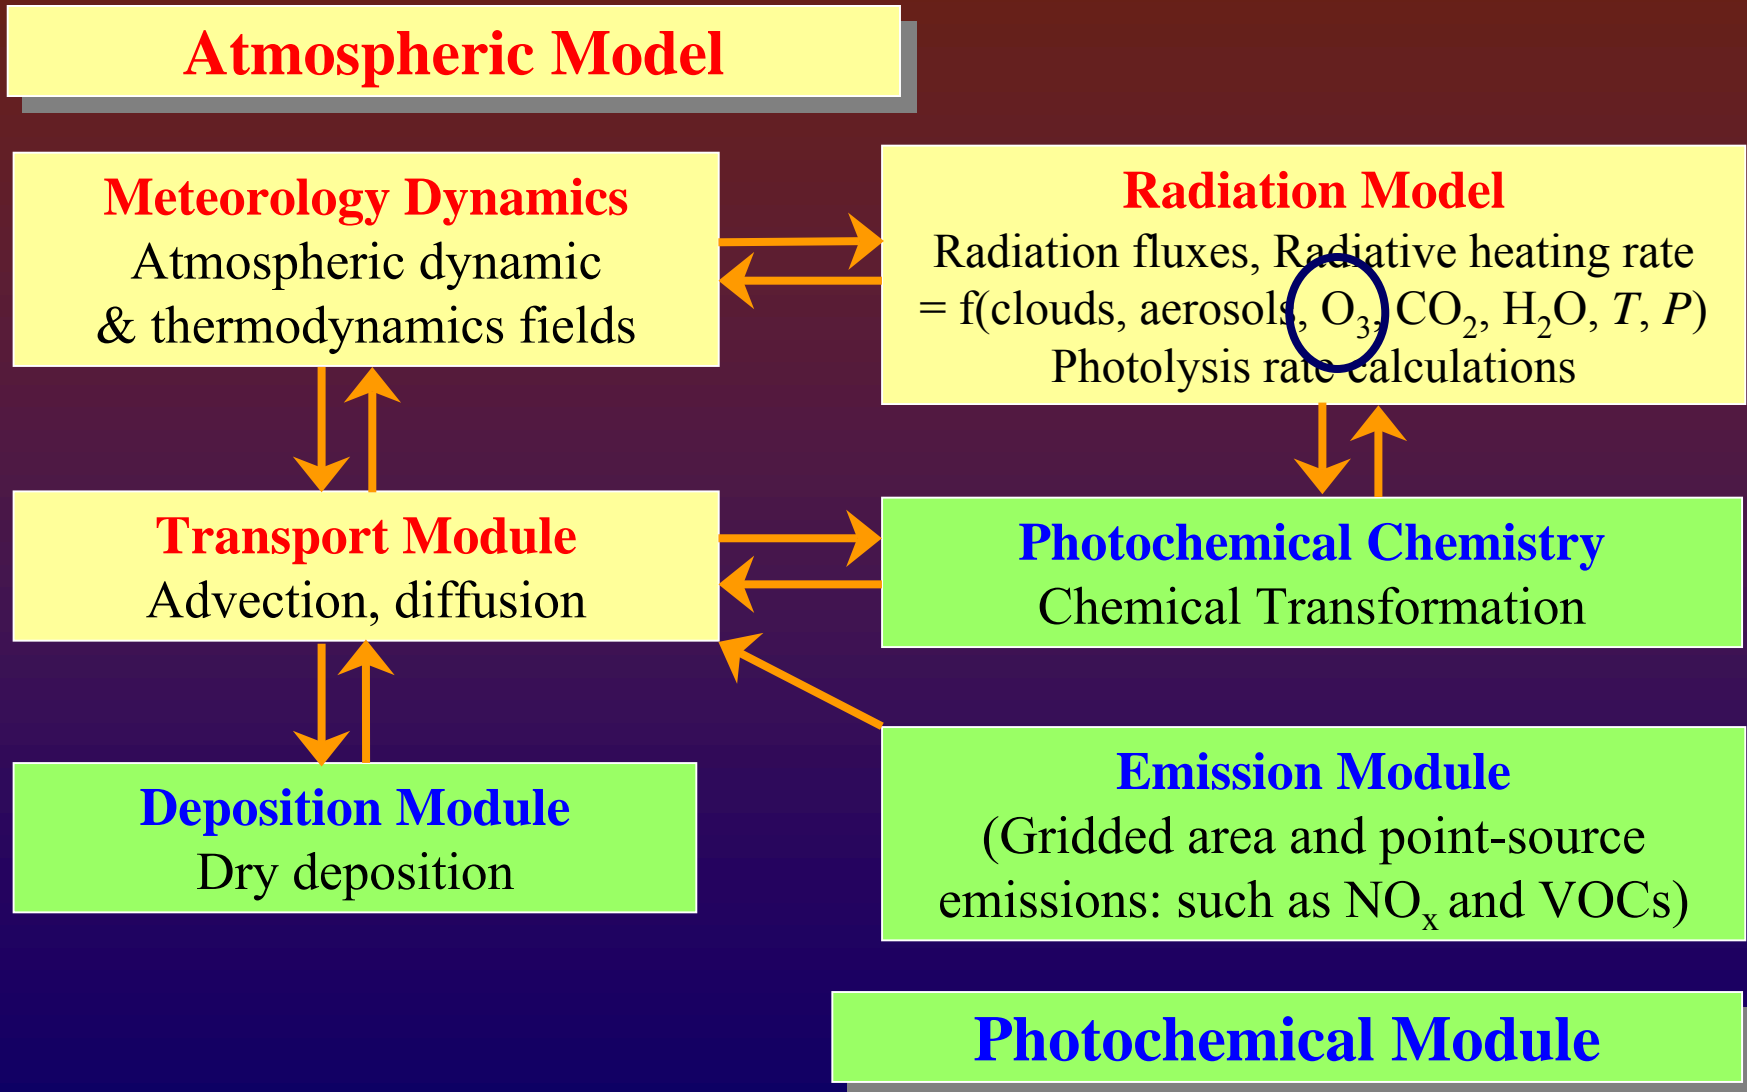 Atmospheric Model
Meteorology Dynamics
Atmospheric dynamic
& thermodynamics fields
Radiation Model
Radiation fluxes, Radiative heating rate
= f(clouds, aerosols, O₃, CO₂, H₂O, T, P)
Photolysis rate calculations
Transport Module
Advection, diffusion
Photochemical Chemistry
Chemical Transformation
Deposition Module
Dry deposition
Emission Module
(Gridded area and point-source
emissions: such as NOₓ and VOCs)
Photochemical Module